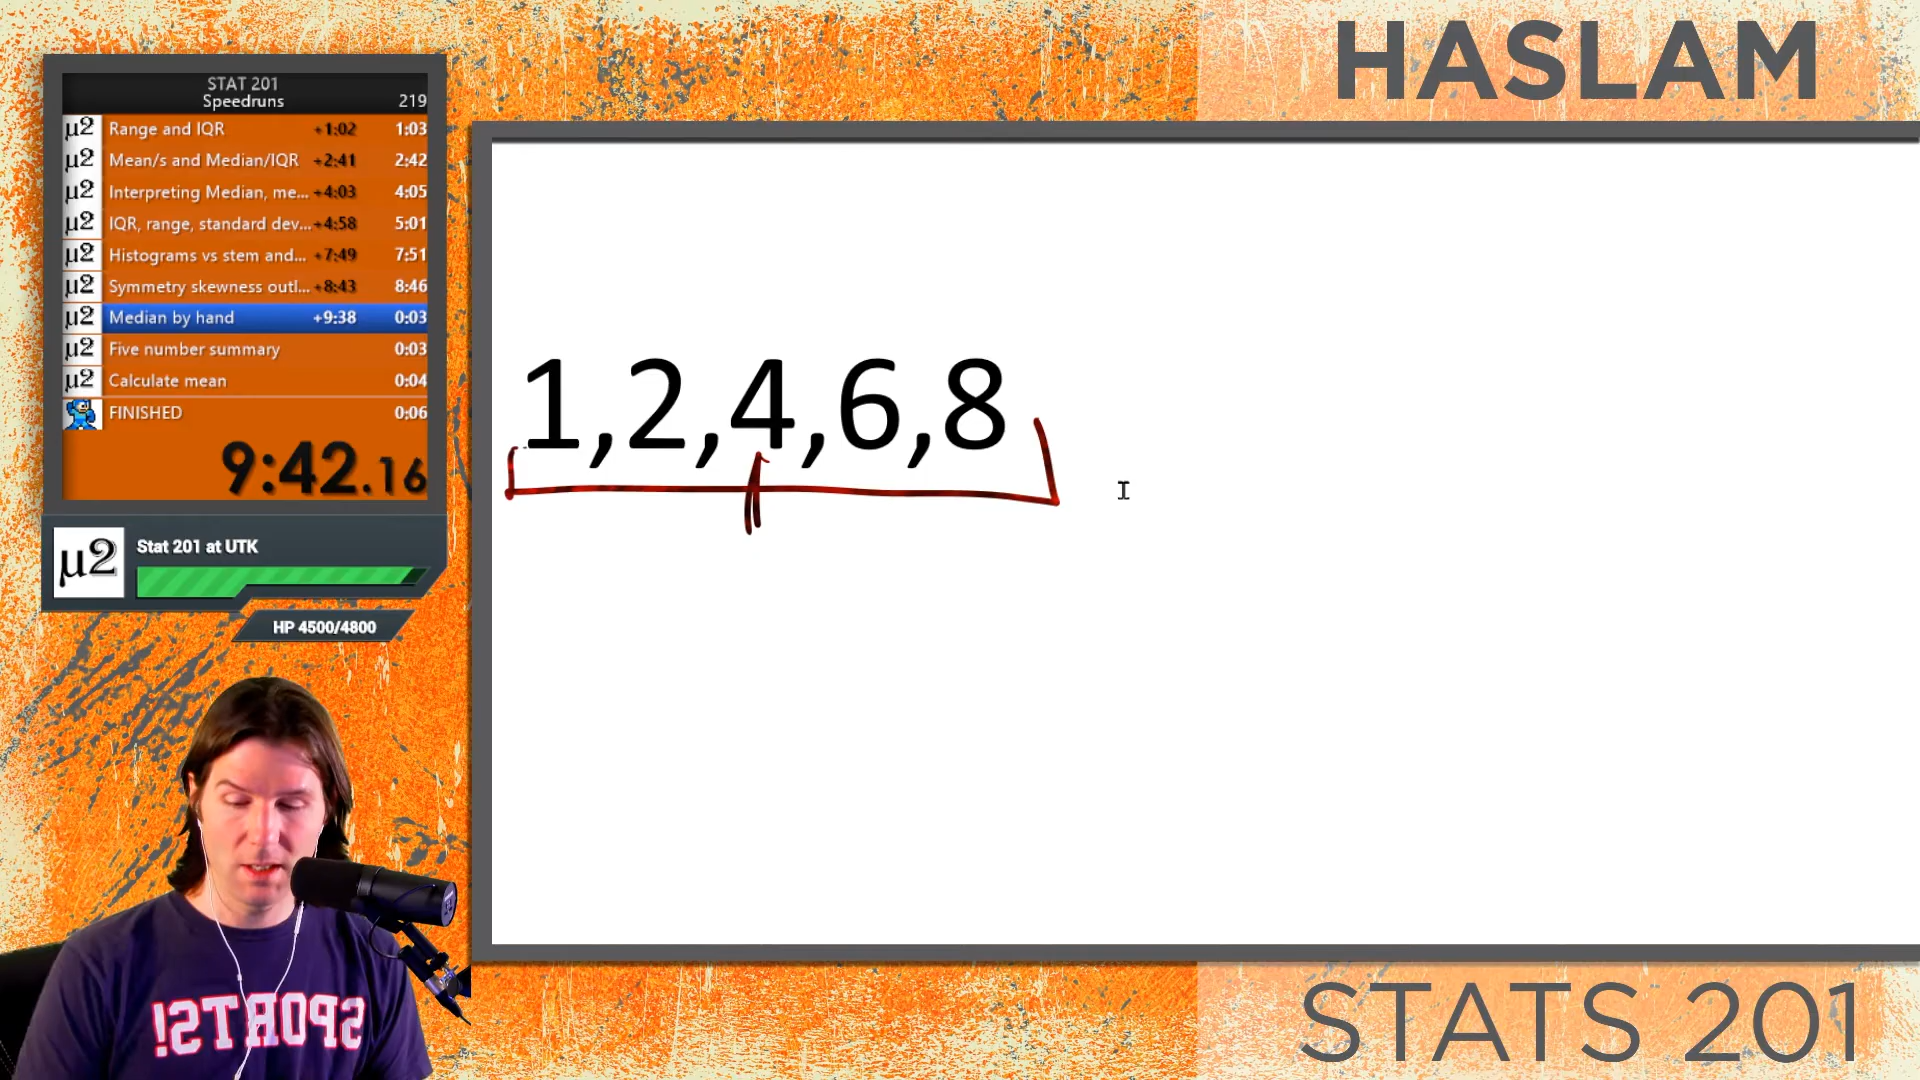 HASLAM
STAT 201
Speedruns 219
µ2 Range and IQR +1:02 1:03
µ2 Mean/s and Median/IQR +2:41 2:42
µ2 Interpreting Median, me... +4:03 4:05
µ2 IQR, range, standard dev... +4:58 5:01
µ2 Histograms vs stem and... +7:49 7:51
µ2 Symmetry skewness outl... +8:43 8:46
µ2 Median by hand +9:38 0:03
µ2 Five number summary 0:03
µ2 Calculate mean 0:04
FINISHED 0:06
9:42.16
µ2 Stat 201 at UTK
HP 4500/4800
1,2,4,6,8
SPORTS!
STATS 201